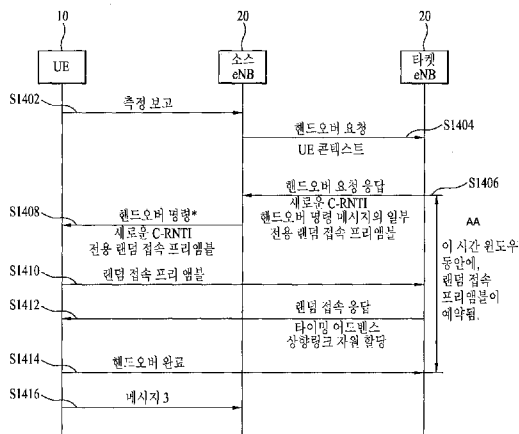 10
20
20
UE
소스
eNB
타켓
eNB
S1402
측정 보고
핸드오버 요청
S1404
UE 콘텍스트
핸드오버 요청 응답
S1406
새로운 C-RNTI
S1408
핸드오버 명령*
핸드오버 명령 메시지의 일부
새로운 C-RNTI
전용 랜덤 접속 프리앰블
전용 랜덤 접속 프리앰블
AA
이 시간 윈도우
동안에,
랜덤 접속
프리앰블이
예약됨.
S1410
랜덤 접속 프리 앰블
S1412
랜덤 접속 응답
타이밍 어드벤스
상향링크 자원 할당
S1414
핸드오버 완료
S1416
메시지 3